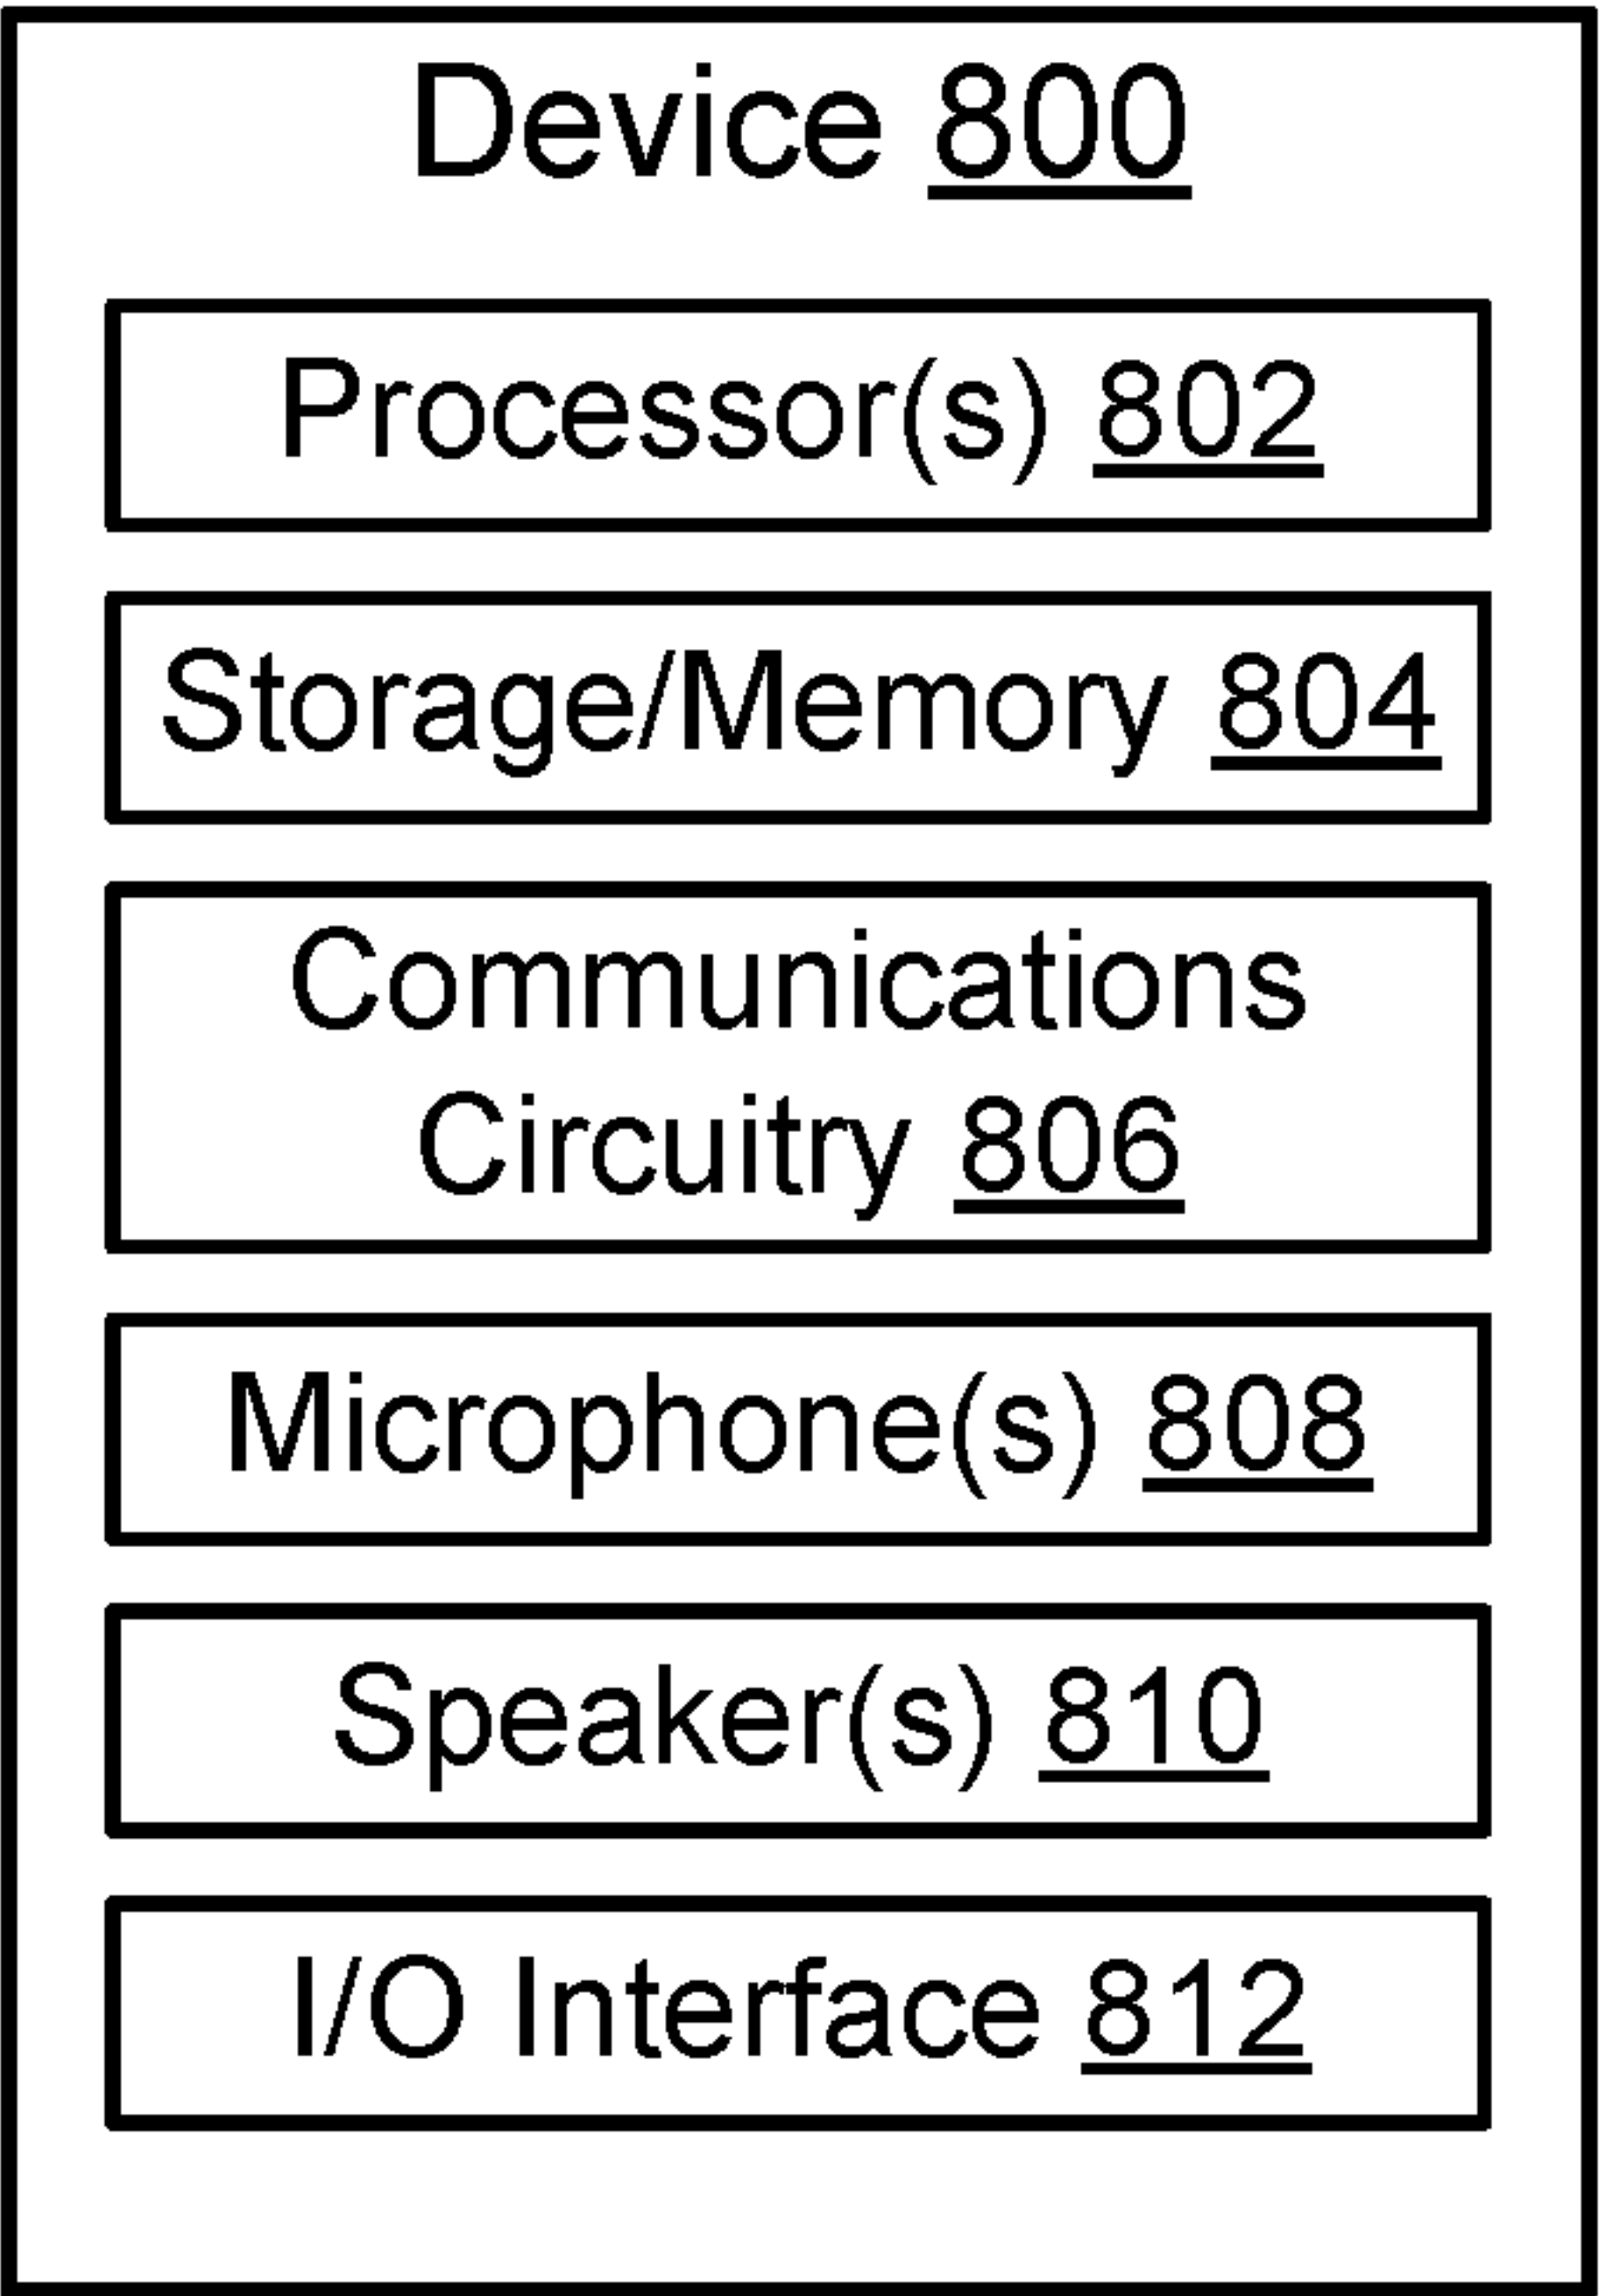 Device 800
Processor(s) 802
Storage/Memory 804
Communications
Circuitry 806
Microphone(s) 808
Speaker(s) 810
I/O Interface 812